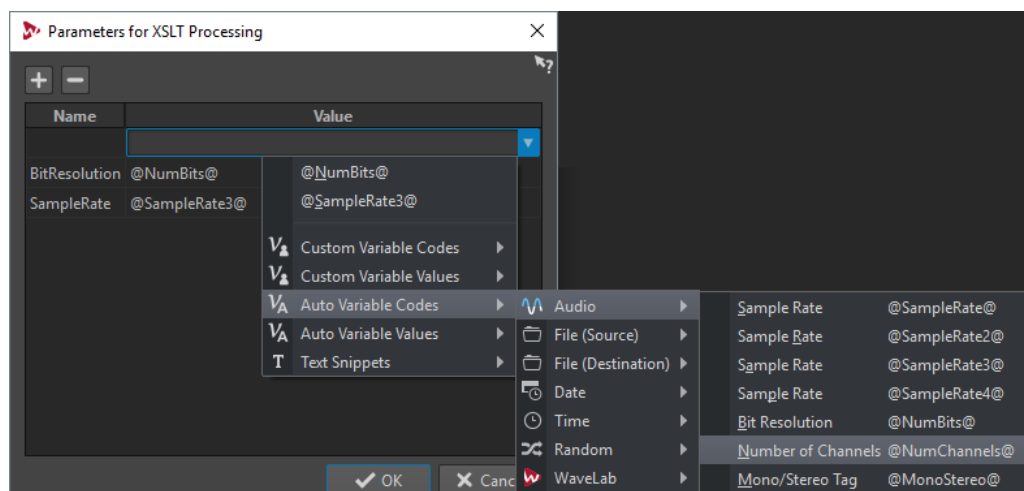 Parameters for XSLT Processing
Name Value
BitResolution @NumBits@
SampleRate @SampleRate3@
@NumBits@
@SampleRate3@
Custom Variable Codes
Custom Variable Values
Auto Variable Codes
Auto Variable Values
T Text Snippets
Audio
File (Source)
File (Destination)
Date
Time
Random
WaveLab
Sample Rate @SampleRate@
Sample Rate @SampleRate2@
Sample Rate @SampleRate3@
Sample Rate @SampleRate4@
Bit Resolution @NumBits@
Number of Channels @NumChannels@
Mono/Stereo Tag @MonoStereo@
OK
Canc